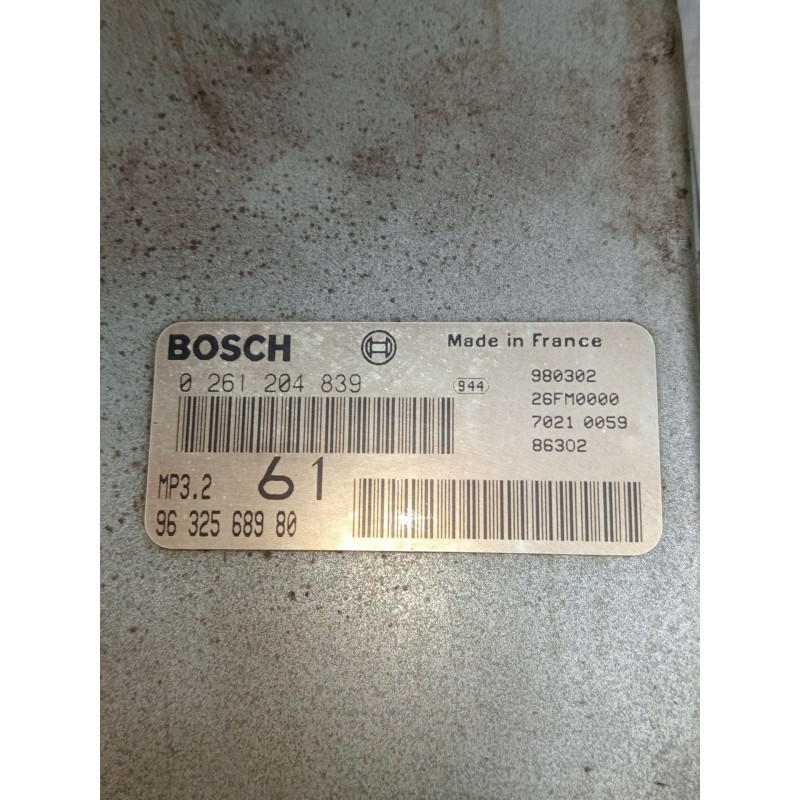 BOSCH
Made in France
0 261 204 839
944
980302
26FM0000
7021 0059
86302
MP3.2
61
96 325 689 80